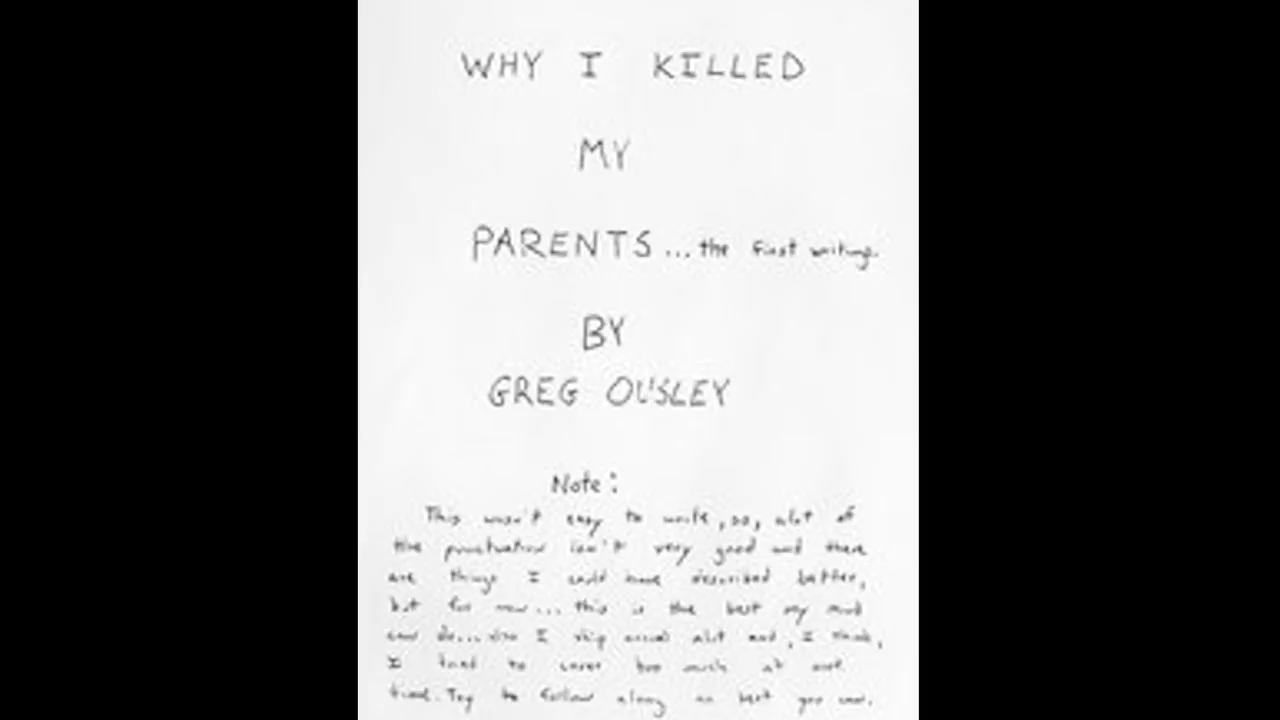 WHY I KILLED
MY
PARENTS...the first writing.
BY
GREG OUSLEY
Note:
This wasn't easy to write, so, alot of
the punctuation isn't very good and there
are things I could have described better,
but for now... this is the best my mind
can do...also I skip around alot and, I think,
I tried to cover too much at one
time. Try to follow along as best you can.